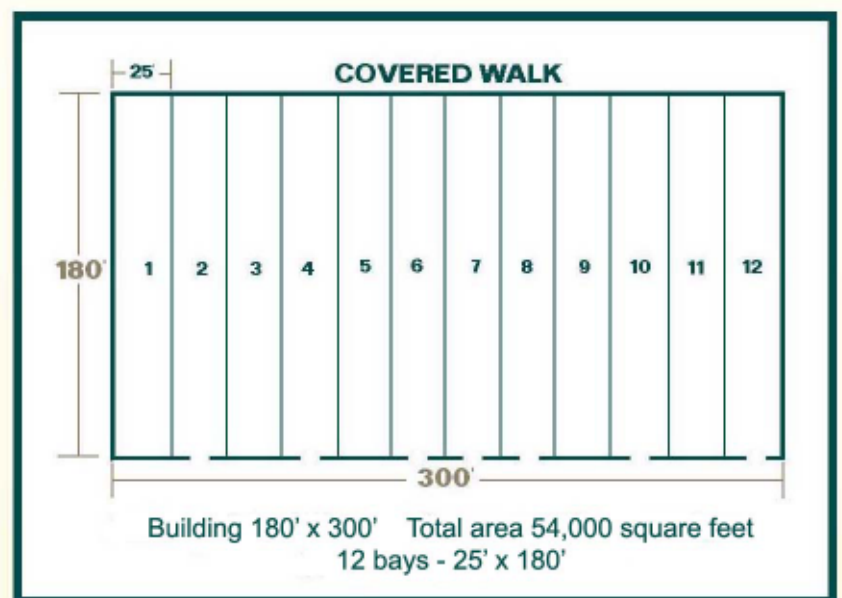 25'
COVERED WALK
180'
1 2 3 4 5 6 7 8 9 10 11 12
300'
Building 180’ x 300’ Total area 54,000 square feet
12 bays - 25’ x 180’